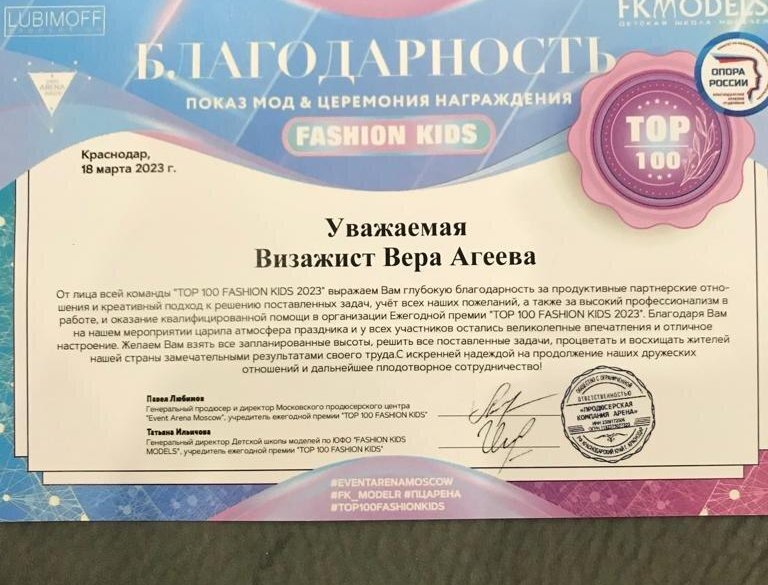 LUBIMOFF
FKMODELS
ДЕТСКАЯ ШКОЛА МОДЕЛЕЙ
БЛАГОДАРНОСТЬ
ПОКАЗ МОД & ЦЕРЕМОНИЯ НАГРАЖДЕНИЯ
FASHION KIDS
ОПОРА
РОССИИ
TOP
100
Краснодар,
18 марта 2023 г.
Уважаемая
Визажист Вера Агеева
От лица всей команды "TOP 100 FASHION KIDS 2023" выражаем Вам глубокую благодарность за продуктивные партнерские отно-
шения и креативный подход к решению поставленных задач, учёт всех наших пожеланий, а также за высокий профессионализм в
работе, и оказание квалифицированной помощи в организации Ежегодной премии "TOP 100 FASHION KIDS 2023". Благодаря Вам
на нашем мероприятии царила атмосфера праздника и у всех участников остались великолепные впечатления и отличное
настроение. Желаем Вам взять все запланированные высоты, решить все поставленные задачи, процветать и восхищать жителей
нашей страны замечательными результатами своего труда.С искренней надеждой на продолжение наших дружеских
отношений и дальнейшее плодотворное сотрудничество!
Павел Любимов
Генеральный продюсер и директор Московского продюсерского центра
"Event Arena Moscow", учредитель ежегодной премии "TOP 100 FASHION KIDS"
Татьяна Ильичова
Генеральный директор Детской школы моделей по ЮФО "FASHION KIDS
MODELS", учредитель ежегодной премии "TOP 100 FASHION KIDS"
ОТВЕТСТВЕННОСТЬЮ
«ПРОДЮСЕРСКАЯ
КОМПАНИЯ АРЕНА»
#EVENTARENAMOSCOW
#FK_MODELR #ПЦАРЕНА
#TOP100FASHIONKIDS